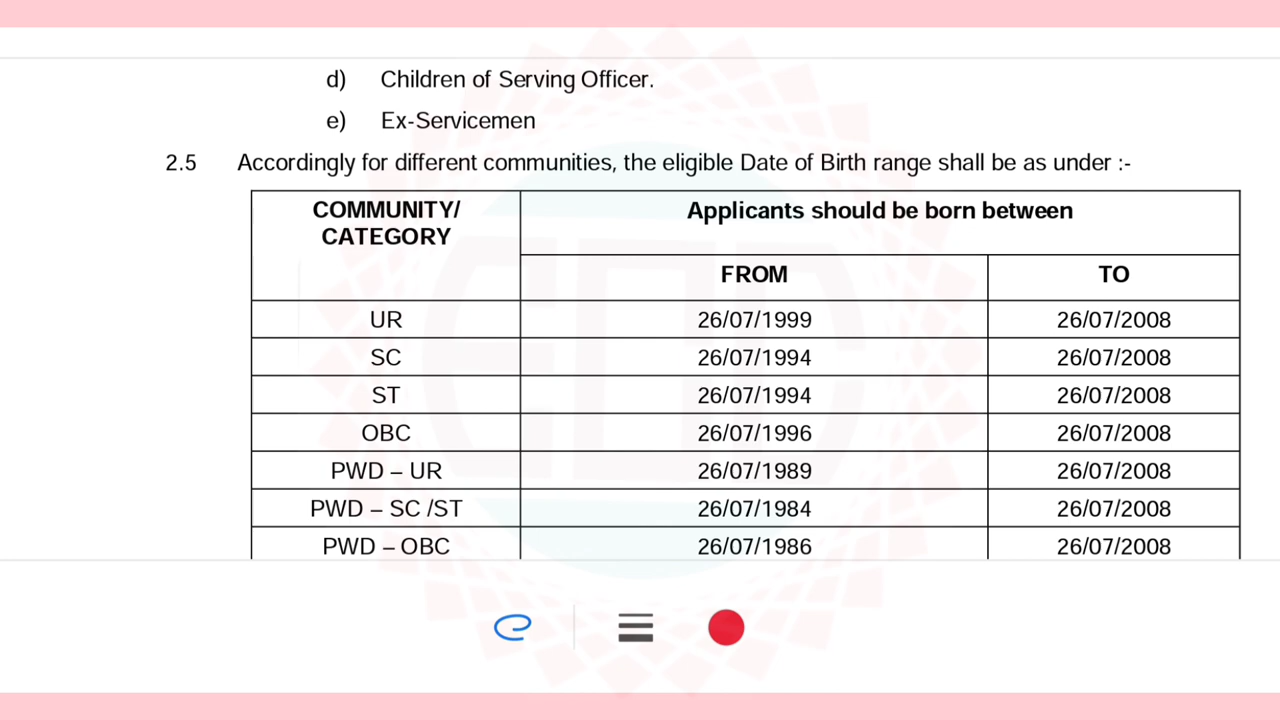 d) Children of Serving Officer.
e) Ex-Servicemen
2.5 Accordingly for different communities, the eligible Date of Birth range shall be as under :-
COMMUNITY/ CATEGORY Applicants should be born between
FROM TO
UR 26/07/1999 26/07/2008
SC 26/07/1994 26/07/2008
ST 26/07/1994 26/07/2008
OBC 26/07/1996 26/07/2008
PWD – UR 26/07/1989 26/07/2008
PWD – SC /ST 26/07/1984 26/07/2008
PWD – OBC 26/07/1986 26/07/2008